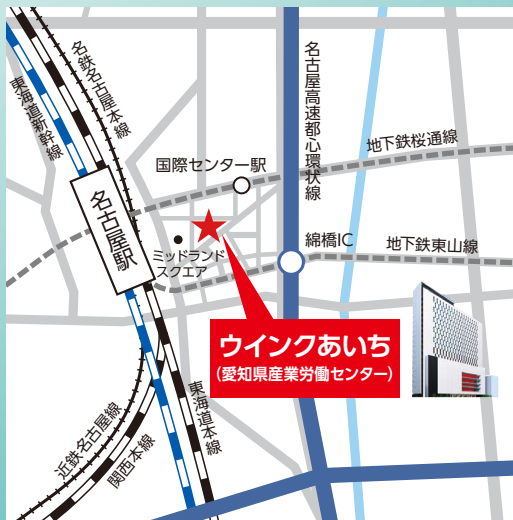 東海道新幹線
名鉄名古屋本線
名古屋高速都心環状線
地下鉄桜通線
国際センター駅
名古屋駅
ミッドランド
スクエア
綿橋IC
地下鉄東山線
ウインクあいち
(愛知県産業労働センター)
近鉄名古屋線
関西本線
東海道本線